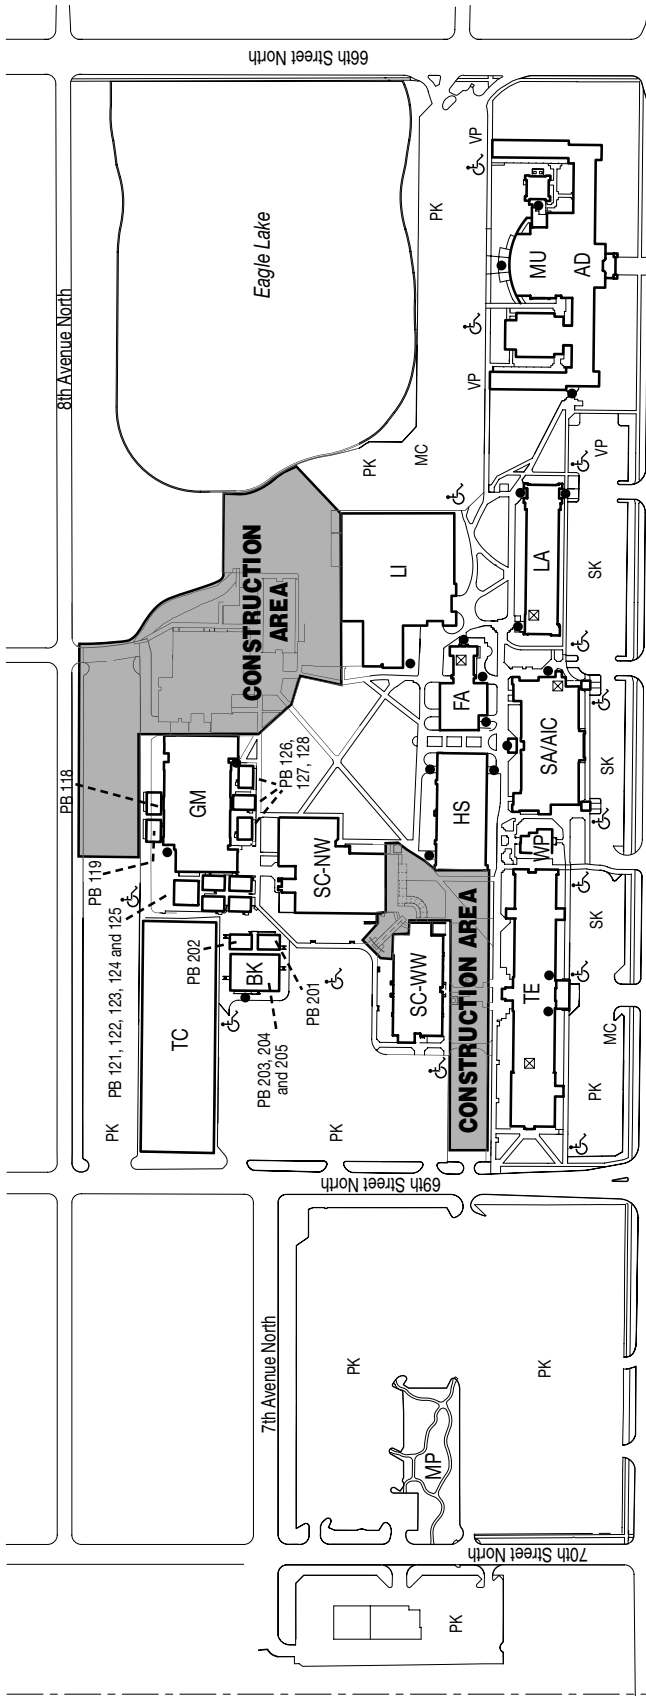 66th Street North
8th Avenue North
Eagle Lake
PK
VP
MU
AD
VP
PK
MC
VP
CONSTRUCTION
AREA
LI
LA
SK
FA
SA/AIC
SK
PB 118
GM
PB 126,
127, 128
HS
WP
PB 119
SC-NW
PB 121, 122, 123, 124 and 125
SK
PB 202
BK
PB 201
SC-WW
CONSTRUCTION AREA
TE
TC
PB 203, 204
and 205
MC
PK
PK
PK
69th Street North
7th Avenue North
PK
PK
MP
70th Street North
PK